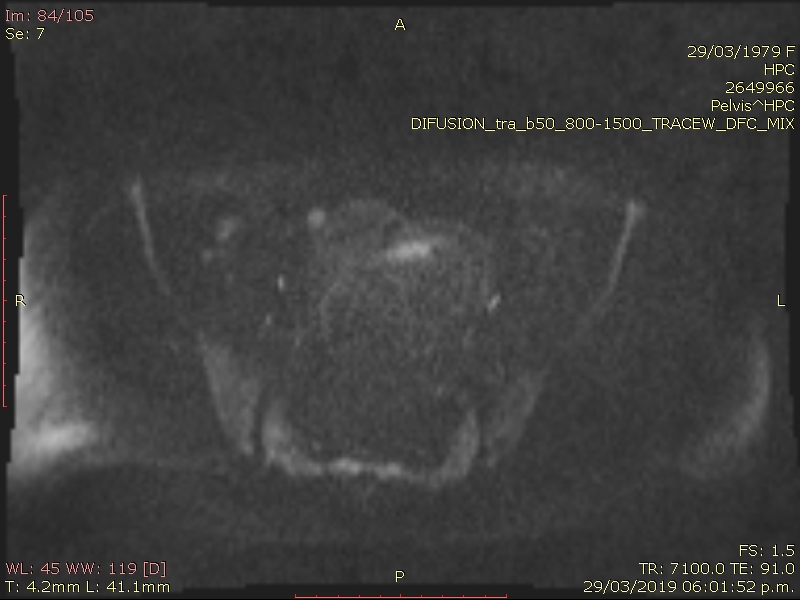 Im: 84/105
Se: 7
A
29/03/1979 F
HPC
2649966
Pelvis^HPC
DIFUSION_tra_b50_800-1500_TRACEW_DFC_MIX
R
L
WL: 45 WW: 119 [D]
T: 4.2mm L: 41.1mm
P
FS: 1.5
TR: 7100.0 TE: 91.0
29/03/2019 06:01:52 p.m.